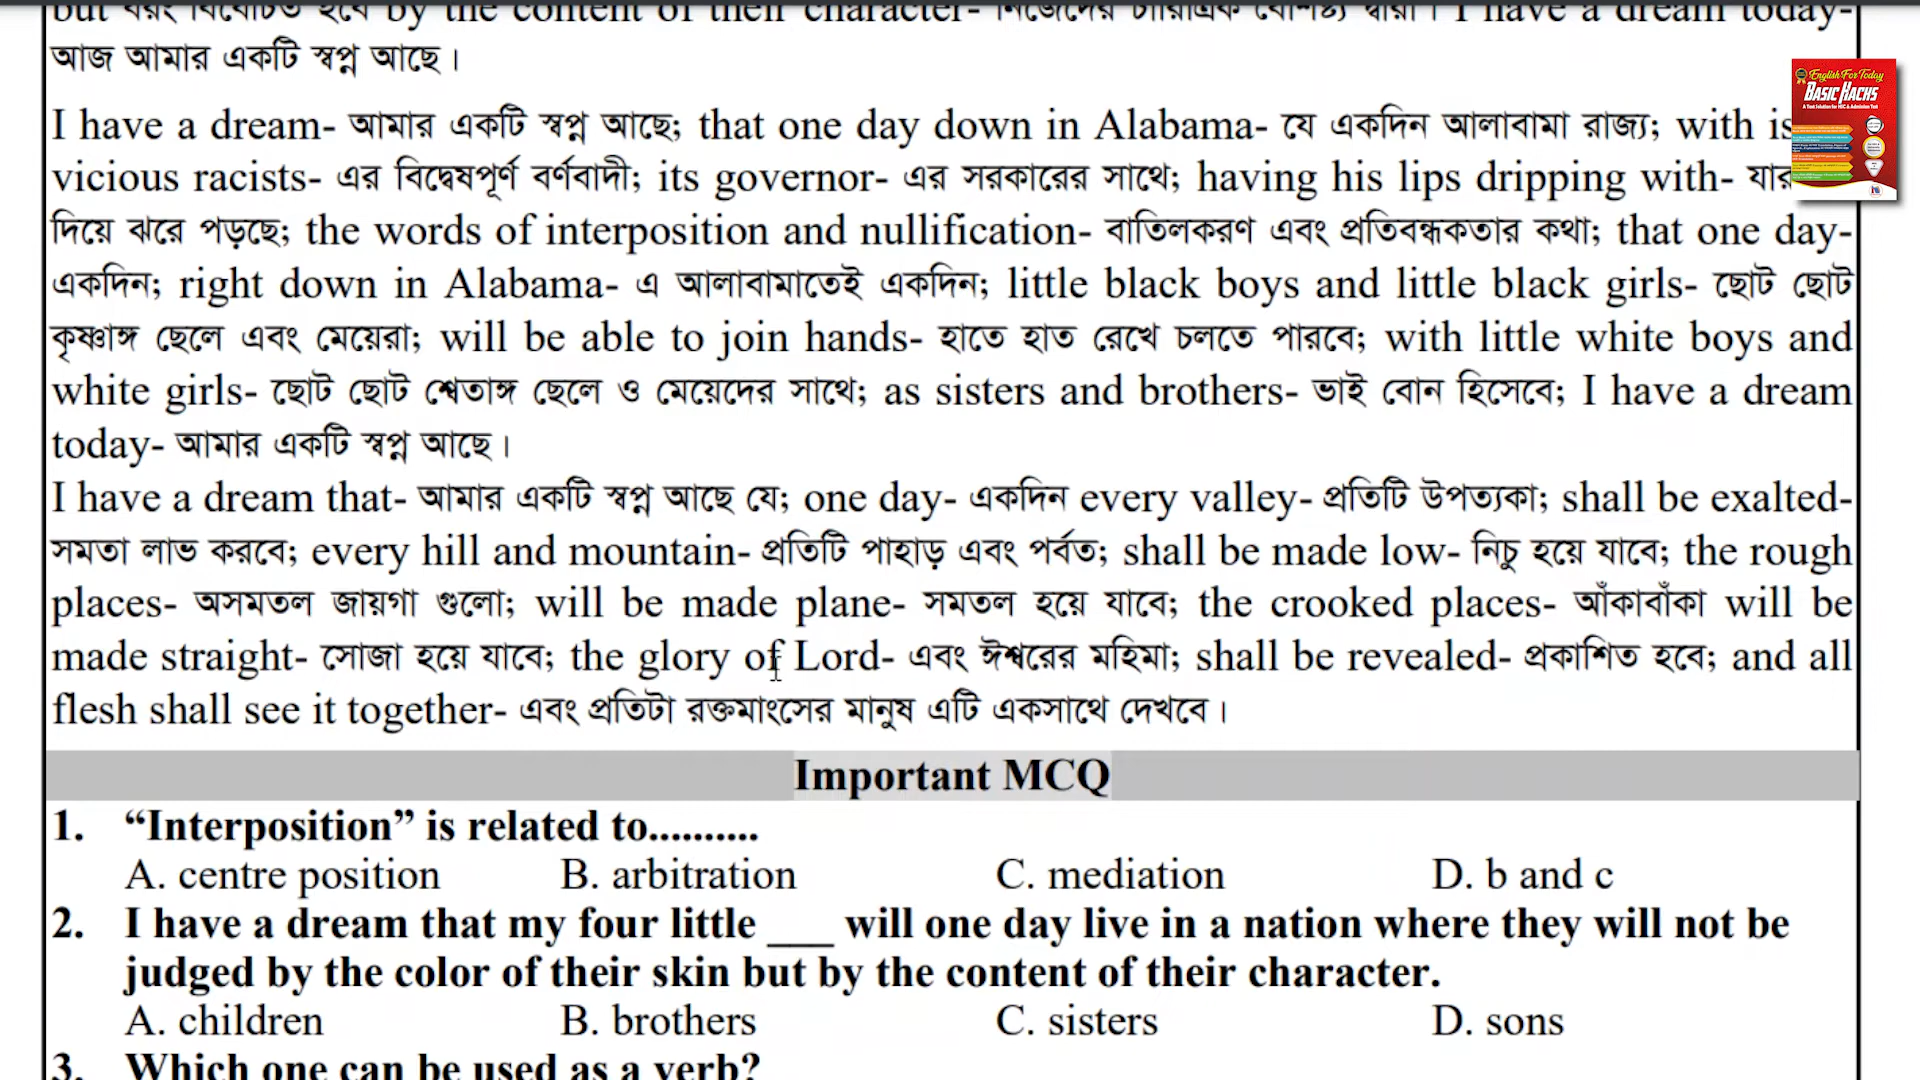 but বরং বিবেচিত হবে by the content of their character- নিজেদের চারিত্রিক বৈশিষ্ট্য দ্বারা। I have a dream today-
আজ আমার একটি স্বপ্ন আছে।
I have a dream- আমার একটি স্বপ্ন আছে; that one day down in Alabama- যে একদিন আলাবামা রাজ্য; with
vicious racists- এর বিদ্বেষপূর্ণ বর্ণবাদী; its governor- এর সরকারের সাথে; having his lips dripping with-
দিয়ে ঝরে পড়ছে; the words of interposition and nullification- বাতিলকরণ এবং প্রতিবন্ধকতার কথা; that one day-
একদিন; right down in Alabama- এ আলাবামাতেই একদিন; little black boys and little black girls- ছোট ছোট
কৃষ্ণাঙ্গ ছেলে এবং মেয়েরা; will be able to join hands- হাতে হাত রেখে চলতে পারবে; with little white boys and
white girls- ছোট ছোট শ্বেতাঙ্গ ছেলে ও মেয়েদের সাথে; as sisters and brothers- ভাই বোন হিসেবে; I have a dream
today- আমার একটি স্বপ্ন আছে।
I have a dream that- আমার একটি স্বপ্ন আছে যে; one day- একদিন every valley- প্রতিটি উপত্যকা; shall be exalted-
সমতা লাভ করবে; every hill and mountain- প্রতিটি পাহাড় এবং পর্বত; shall be made low- নিচু হয়ে যাবে; the rough
places- অসমতল জায়গা গুলো; will be made plane- সমতল হয়ে যাবে; the crooked places- আঁকাবাঁকা will be
made straight- সোজা হয়ে যাবে; the glory of Lord- এবং ঈশ্বরের মহিমা; shall be revealed- প্রকাশিত হবে; and all
flesh shall see it together- এবং প্রতিটা রক্তমাংসের মানুষ এটি একসাথে দেখবে।
Important MCQ
1. “Interposition” is related to..........
A. centre position B. arbitration C. mediation D. b and c
2. I have a dream that my four little ___ will one day live in a nation where they will not be
judged by the color of their skin but by the content of their character.
A. children B. brothers C. sisters D. sons
3. Which one can be used as a verb?
English For Today
BASIC HACKS